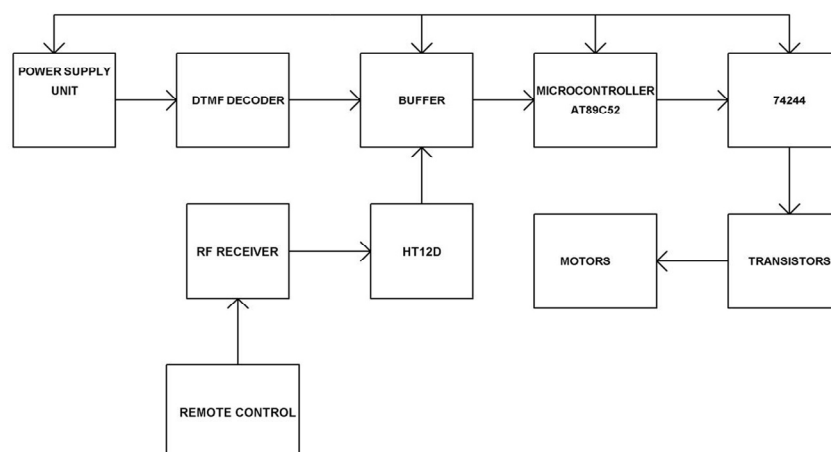 POWER SUPPLY
UNIT
DTMF DECODER
BUFFER
MICROCONTROLLER
AT89C52
74244
RF RECEIVER
HT12D
MOTORS
TRANSISTORS
REMOTE CONTROL